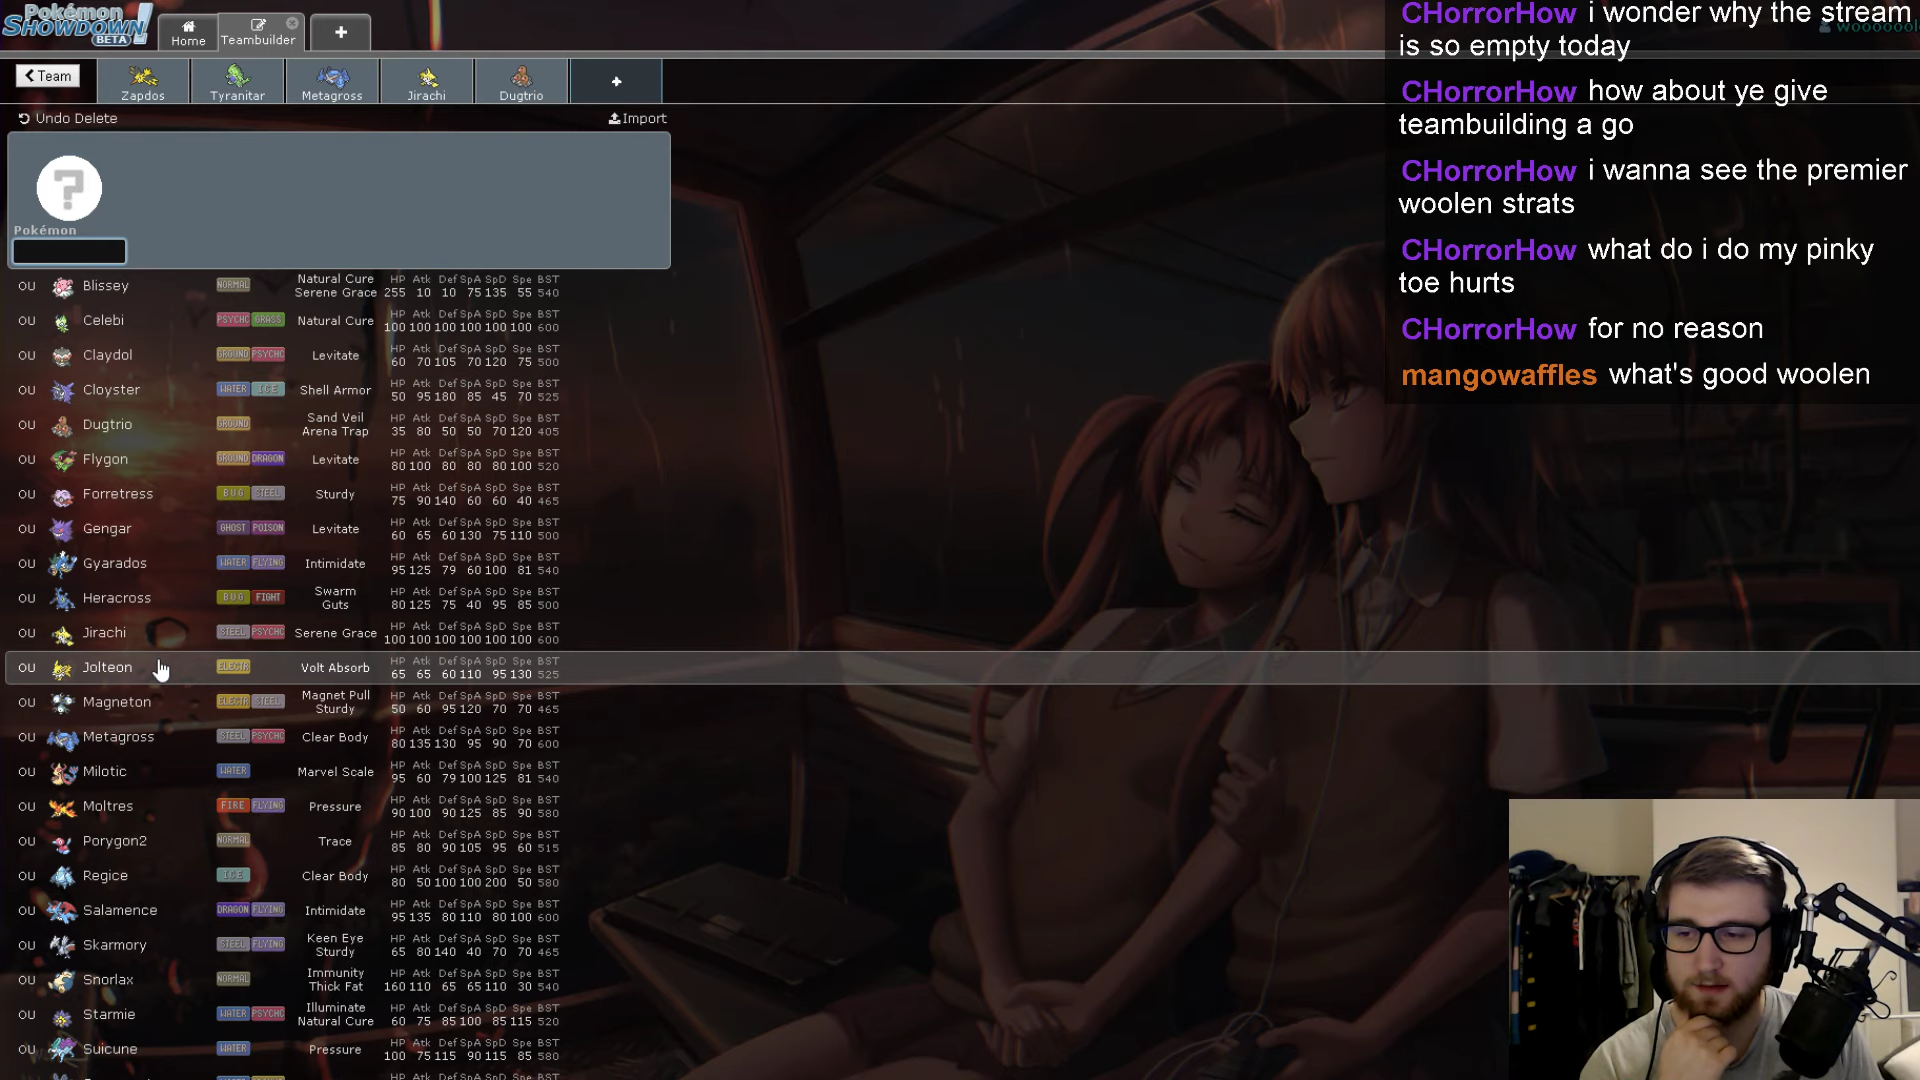 Pokémon
SHOWDOWN!
BETA
Home
Teambuilder
+
Team
Zapdos
Tyranitar
Metagross
Jirachi
Dugtrio
+
Undo Delete
Import
?
Pokémon
OU Blissey NORMAL Natural Cure Serene Grace HP 255 Atk 10 Def 10 SpA 75 SpD 135 Spe 55 BST 540
OU Celebi PSYCHC GRASS Natural Cure HP 100 Atk 100 Def 100 SpA 100 SpD 100 Spe 100 BST 600
OU Claydol GROUND PSYCHC Levitate HP 60 Atk 70 Def 105 SpA 70 SpD 120 Spe 75 BST 500
OU Cloyster WATER ICE Shell Armor HP 50 Atk 95 Def 180 SpA 85 SpD 45 Spe 70 BST 525
OU Dugtrio GROUND Sand Veil Arena Trap HP 35 Atk 80 Def 50 SpA 50 SpD 70 Spe 120 BST 405
OU Flygon GROUND DRAGON Levitate HP 80 Atk 100 Def 80 SpA 80 SpD 80 Spe 100 BST 520
OU Forretress BUG STEEL Sturdy HP 75 Atk 90 Def 140 SpA 60 SpD 60 Spe 40 BST 465
OU Gengar GHOST POISON Levitate HP 60 Atk 65 Def 60 SpA 130 SpD 75 Spe 110 BST 500
OU Gyarados WATER FLYING Intimidate HP 95 Atk 125 Def 79 SpA 60 SpD 100 Spe 81 BST 540
OU Heracross BUG FIGHT Swarm Guts HP 80 Atk 125 Def 75 SpA 40 SpD 95 Spe 85 BST 500
OU Jirachi STEEL PSYCHC Serene Grace HP 100 Atk 100 Def 100 SpA 100 SpD 100 Spe 100 BST 600
OU Jolteon ELECTR Volt Absorb HP 65 Atk 65 Def 60 SpA 110 SpD 95 Spe 130 BST 525
OU Magneton ELECTR STEEL Magnet Pull Sturdy HP 50 Atk 60 Def 95 SpA 120 SpD 70 Spe 70 BST 465
OU Metagross STEEL PSYCHC Clear Body HP 80 Atk 135 Def 130 SpA 95 SpD 90 Spe 70 BST 600
OU Milotic WATER Marvel Scale HP 95 Atk 60 Def 79 SpA 100 SpD 125 Spe 81 BST 540
OU Moltres FIRE FLYING Pressure HP 90 Atk 100 Def 90 SpA 125 SpD 85 Spe 90 BST 580
OU Porygon2 NORMAL Trace HP 85 Atk 80 Def 90 SpA 105 SpD 95 Spe 60 BST 515
OU Regice ICE Clear Body HP 80 Atk 50 Def 100 SpA 100 SpD 200 Spe 50 BST 580
OU Salamence DRAGON FLYING Intimidate HP 95 Atk 135 Def 80 SpA 110 SpD 80 Spe 100 BST 600
OU Skarmory STEEL FLYING Keen Eye Sturdy HP 65 Atk 80 Def 140 SpA 40 SpD 70 Spe 70 BST 465
OU Snorlax NORMAL Immunity Thick Fat HP 160 Atk 110 Def 65 SpA 65 SpD 110 Spe 30 BST 540
OU Starmie WATER PSYCHC Illuminate Natural Cure HP 60 Atk 75 Def 85 SpA 100 SpD 85 Spe 115 BST 520
OU Suicune WATER Pressure HP 100 Atk 75 Def 115 SpA 90 SpD 115 Spe 85 BST 580
HP Atk Def SpA SpD Spe BST
CHorrorHow i wonder why the stream
is so empty today
CHorrorHow how about ye give
teambuilding a go
CHorrorHow i wanna see the premier
woolen strats
CHorrorHow what do i do my pinky
toe hurts
CHorrorHow for no reason
mangowaffles what's good woolen